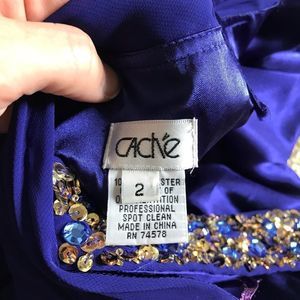 CACHé
2
PROFESSIONAL
SPOT CLEAN
MADE IN CHINA
RN 74578